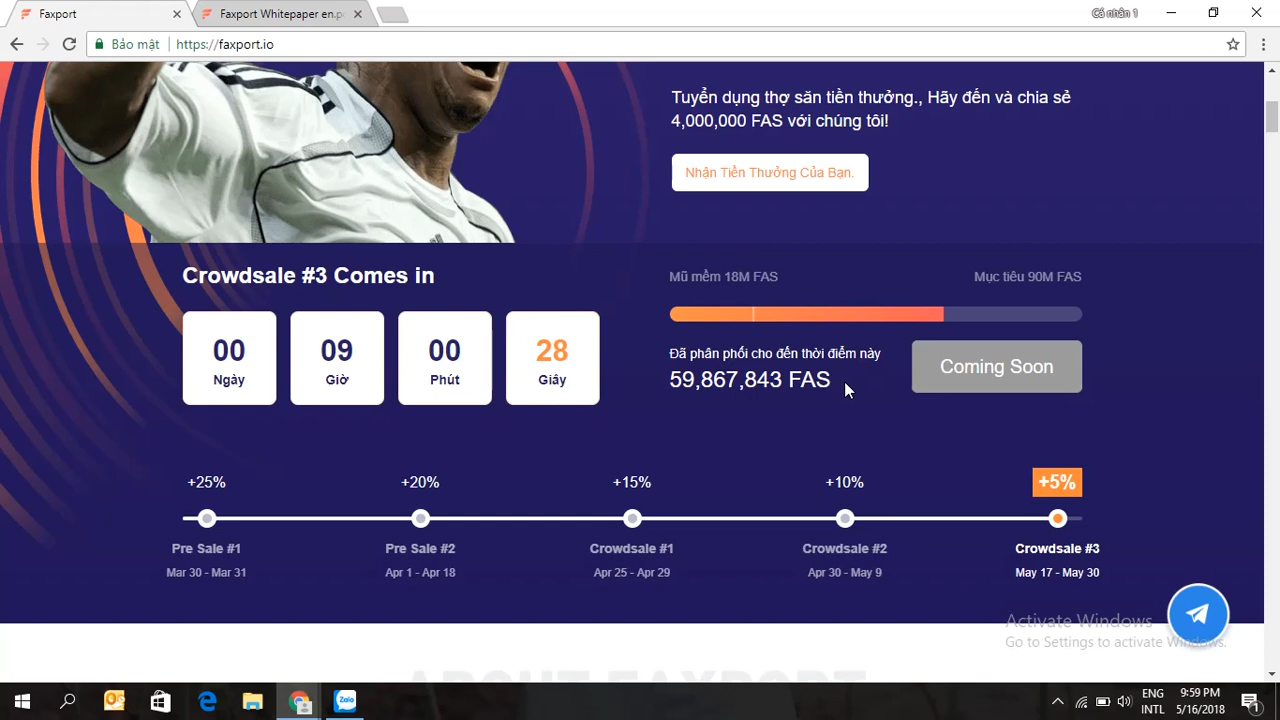 Faxport
Faxport Whitepaper en.p
Cá nhân 1
Bảo mật
https://faxport.io
Tuyển dụng thợ săn tiền thưởng., Hãy đến và chia sẻ
4,000,000 FAS với chúng tôi!
Nhận Tiền Thưởng Của Bạn.
Crowdsale #3 Comes in
Mũ mềm 18M FAS
Mục tiêu 90M FAS
00
09
00
28
Ngày
Giờ
Phút
Giây
Đã phân phối cho đến thời điểm này
59,867,843 FAS
Coming Soon
+25%
+20%
+15%
+10%
+5%
Pre Sale #1
Pre Sale #2
Crowdsale #1
Crowdsale #2
Crowdsale #3
Mar 30 - Mar 31
Apr 1 - Apr 18
Apr 25 - Apr 29
Apr 30 - May 9
May 17 - May 30
Activate Windows
Go to Settings to activate Windows.
ABOUT FAXPORT
Zalo
ENG
INTL
9:59 PM
5/16/2018
1